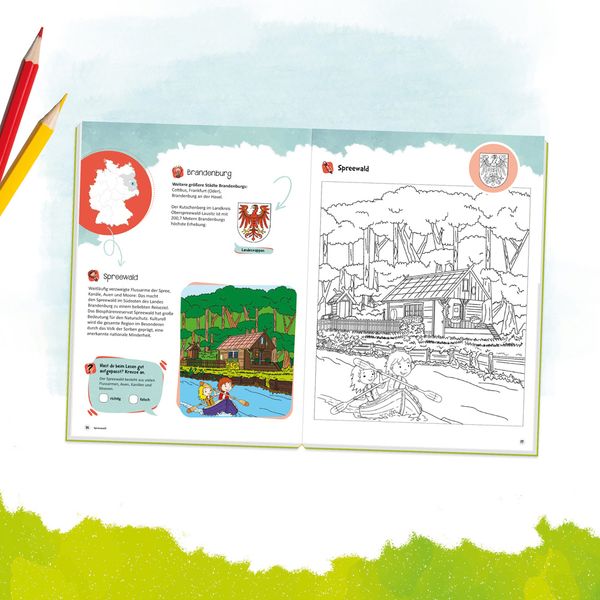 Brandenburg
Weitere größere Städte Brandenburgs:
Cottbus, Frankfurt (Oder),
Brandenburg an der Havel.
Der Kutschenberg im Landkreis
Oberspreewald-Lausitz ist mit
200,7 Metern Brandenburgs
höchste Erhebung.
Landeswappen
Spreewald
Weitläufig verzweigte Flussarme der Spree,
Kanäle, Auen und Moore: Das macht
den Spreewald im Südosten des Landes
Brandenburg zu einem beliebten Reiseziel.
Das Biosphärenreservat Spreewald hat große
Bedeutung für den Naturschutz. Kulturell
wird die gesamte Region im Besonderen
durch das Volk der Sorben geprägt, eine
anerkannte nationale Minderheit.
?
Hast du beim Lesen gut
aufgepasst? Kreuze an.
Der Spreewald besteht aus vielen
Flussarmen, Auen, Kanälen und
Mooren.
richtig
falsch
Spreewald
Spreewald